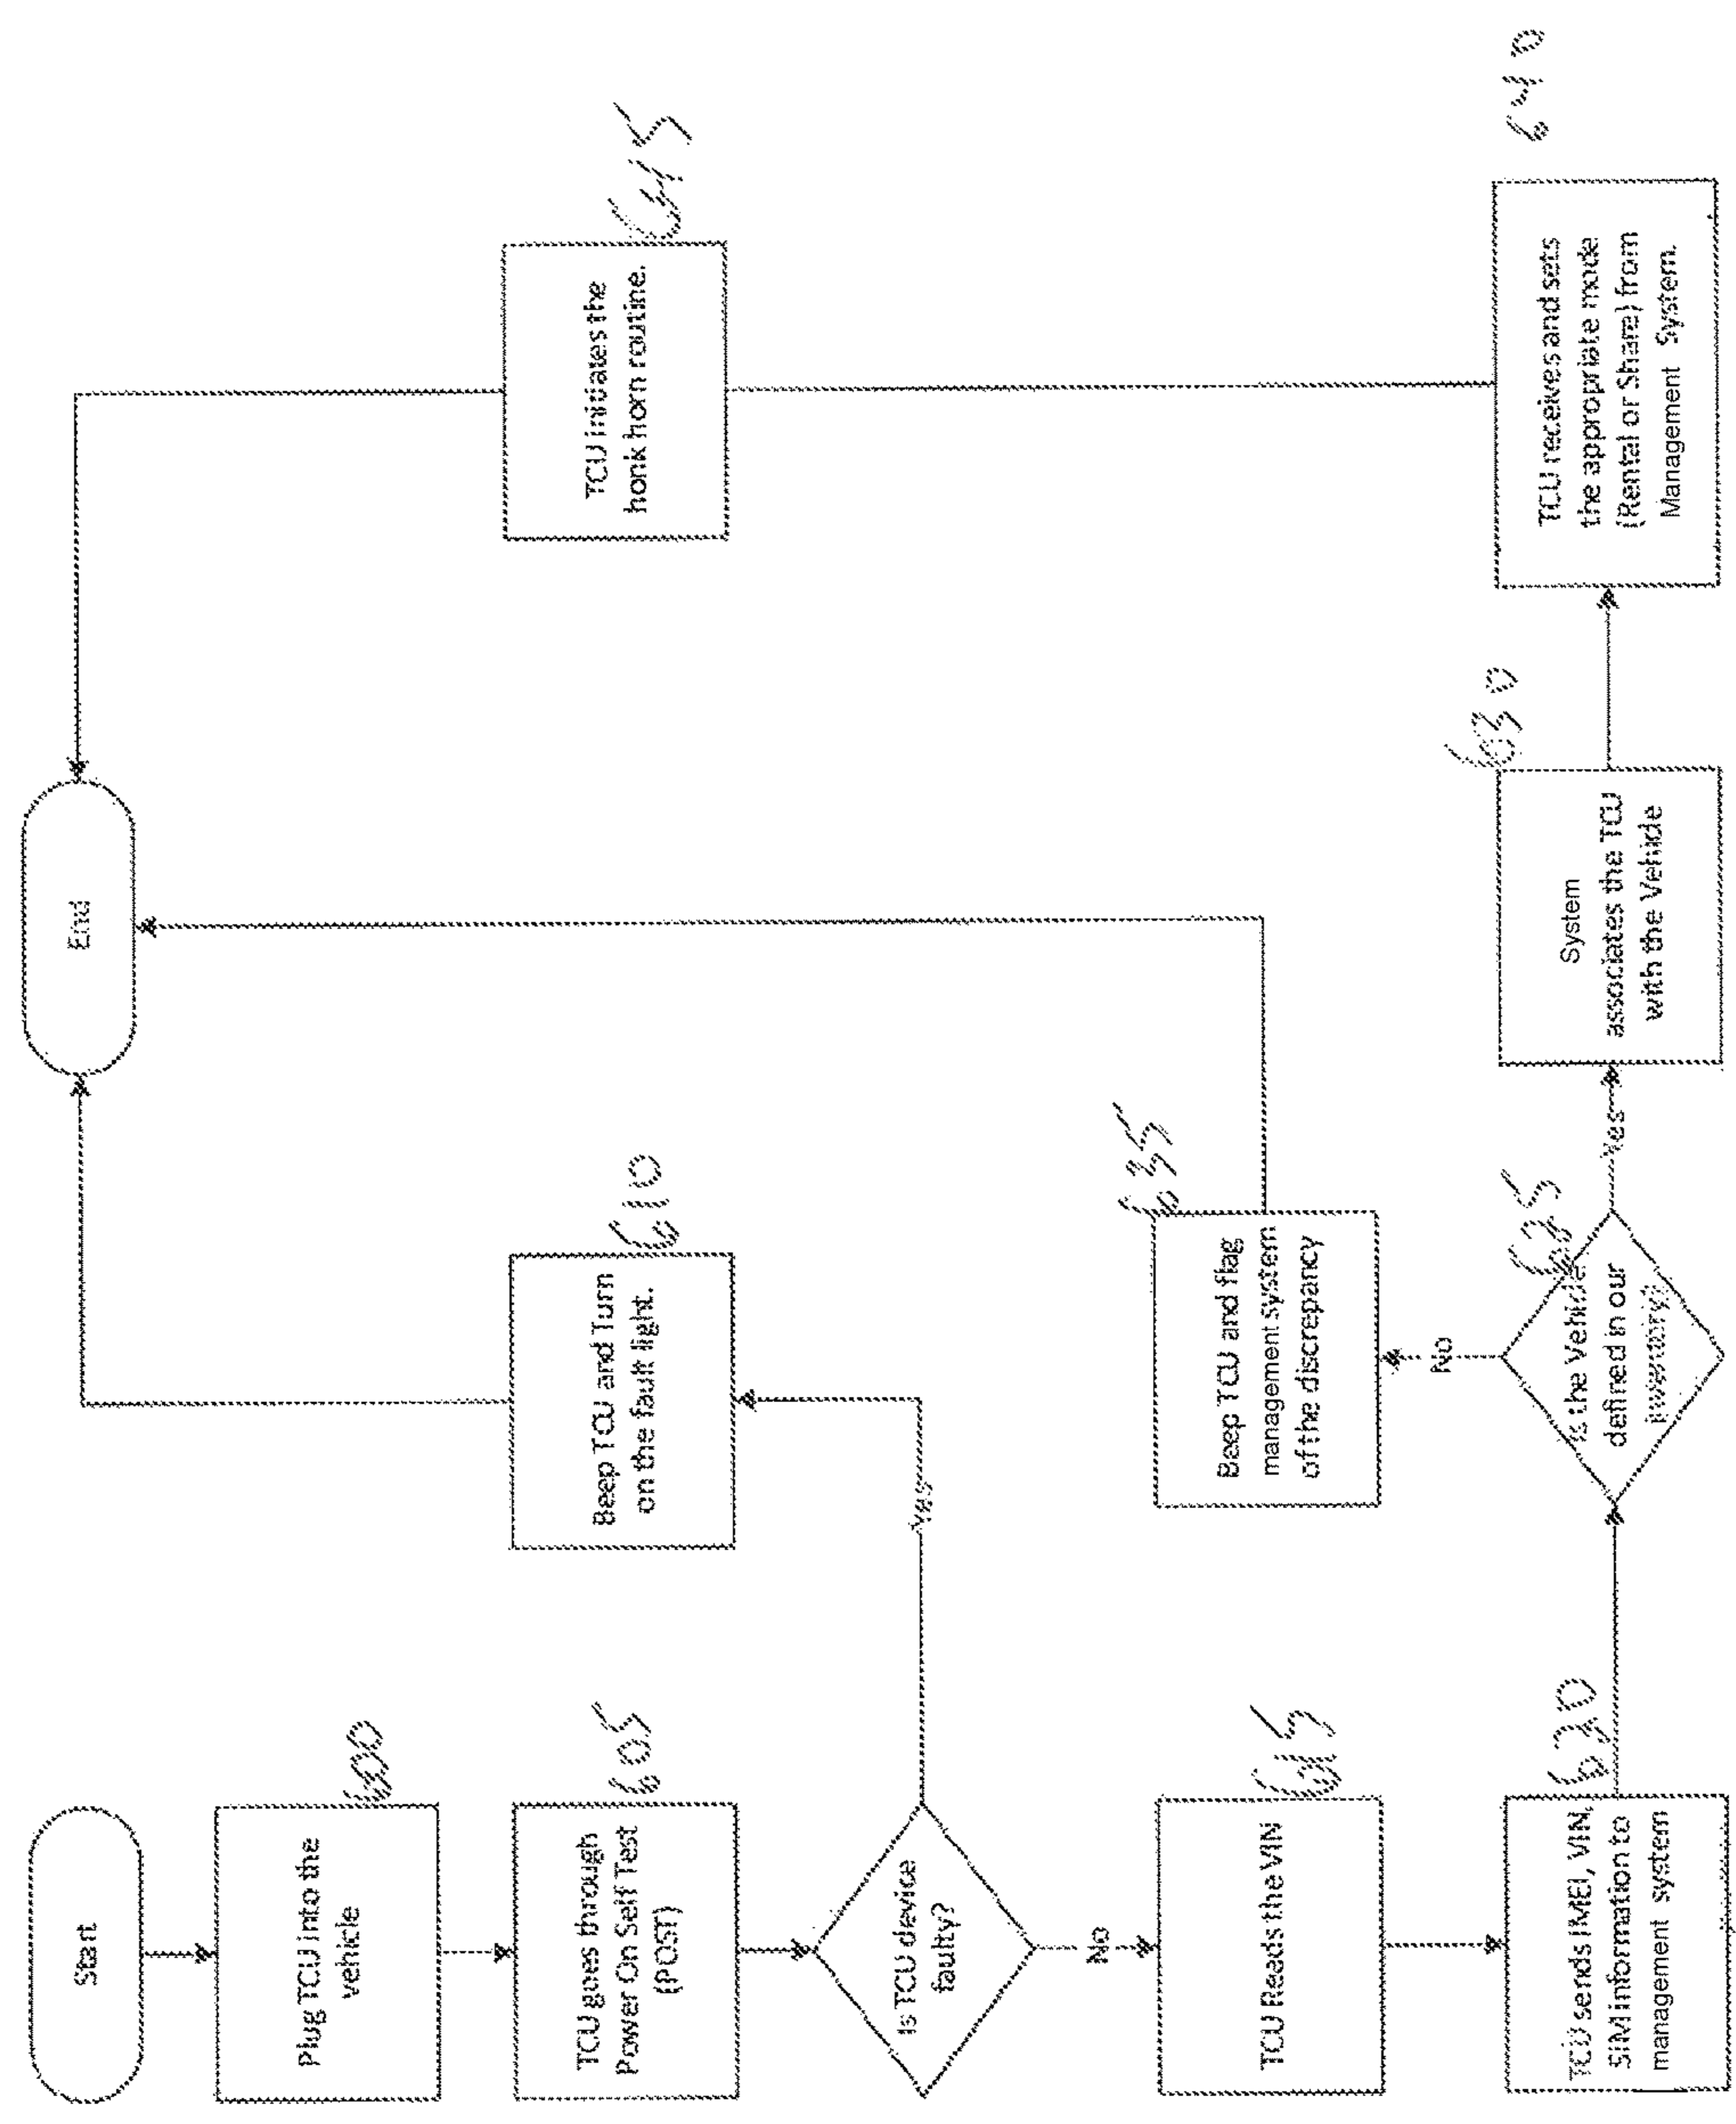 Start
Plug TCU into the
vehicle
600
TCU goes through
Power On Self Test
(POST)
605
Is TCU device
faulty?
Yes
No
Beep TCU and Turn
on the fault light.
610
TCU Reads the VIN
615
TCU sends IMEI, VIN,
SIM information to
management system
620
Is the Vehicle
defined in our
inventory?
625
No
Yes
Beep TCU and flag
management system
of the discrepancy
635
System
associates the TCU
with the Vehicle
630
TCU receives and sets
the appropriate mode
(Rental or Share) from
Management System.
640
TCU initiates the
honk horn routine.
645
End